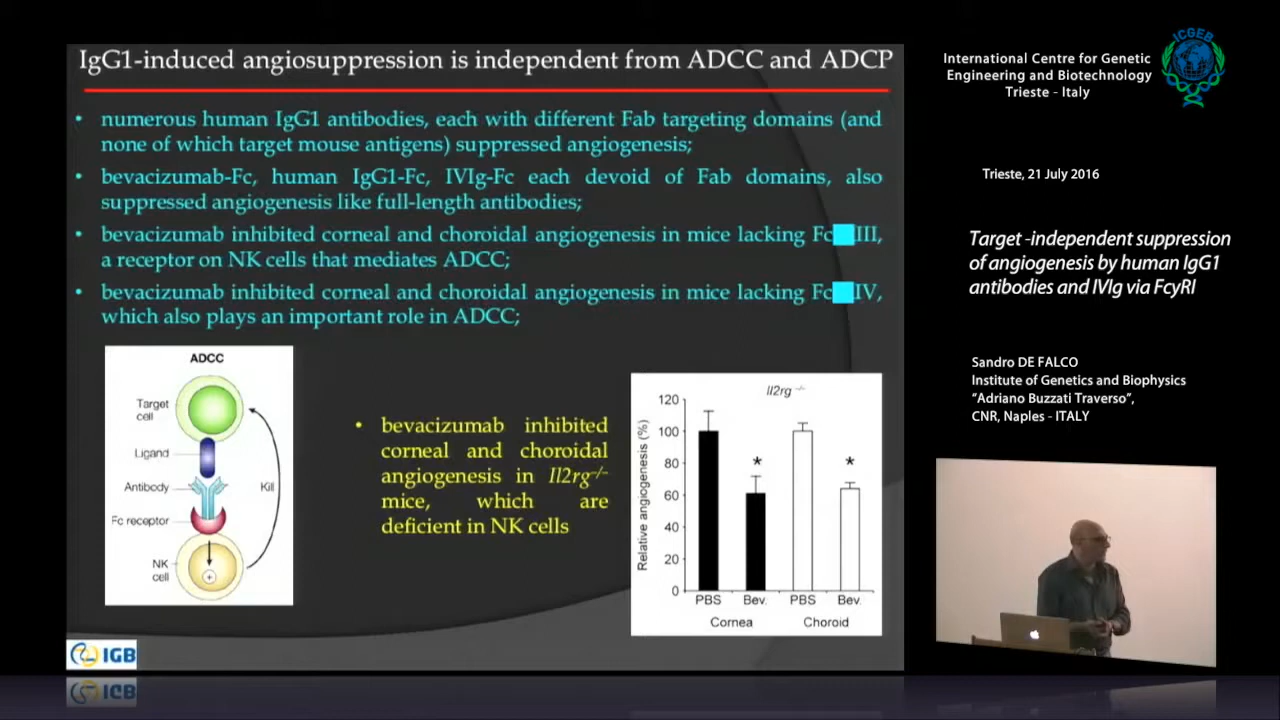 IgG1-induced angiosuppression is independent from ADCC and ADCP
• numerous human IgG1 antibodies, each with different Fab targeting domains (and
none of which target mouse antigens) suppressed angiogenesis;
• bevacizumab-Fc, human IgG1-Fc, IVIg-Fc each devoid of Fab domains, also
suppressed angiogenesis like full-length antibodies;
• bevacizumab inhibited corneal and choroidal angiogenesis in mice lacking Fc III,
a receptor on NK cells that mediates ADCC;
• bevacizumab inhibited corneal and choroidal angiogenesis in mice lacking Fc IV,
which also plays an important role in ADCC;
ADCC
Target
cell
Ligand
Antibody
Kill
Fc receptor
NK
cell
+
• bevacizumab inhibited
corneal and choroidal
angiogenesis in Il2rg-/-
mice, which are
deficient in NK cells
Il2rg -/-
Relative angiogenesis (%)
120
100
80
60
40
20
0
* *
PBS Bev. PBS Bev.
Cornea Choroid
IGB
International Centre for Genetic
Engineering and Biotechnology
Trieste - Italy
ICGEB
Trieste, 21 July 2016
Target -independent suppression
of angiogenesis by human IgG1
antibodies and IVIg via FcyRI
Sandro DE FALCO
Institute of Genetics and Biophysics
“Adriano Buzzati Traverso”,
CNR, Naples - ITALY